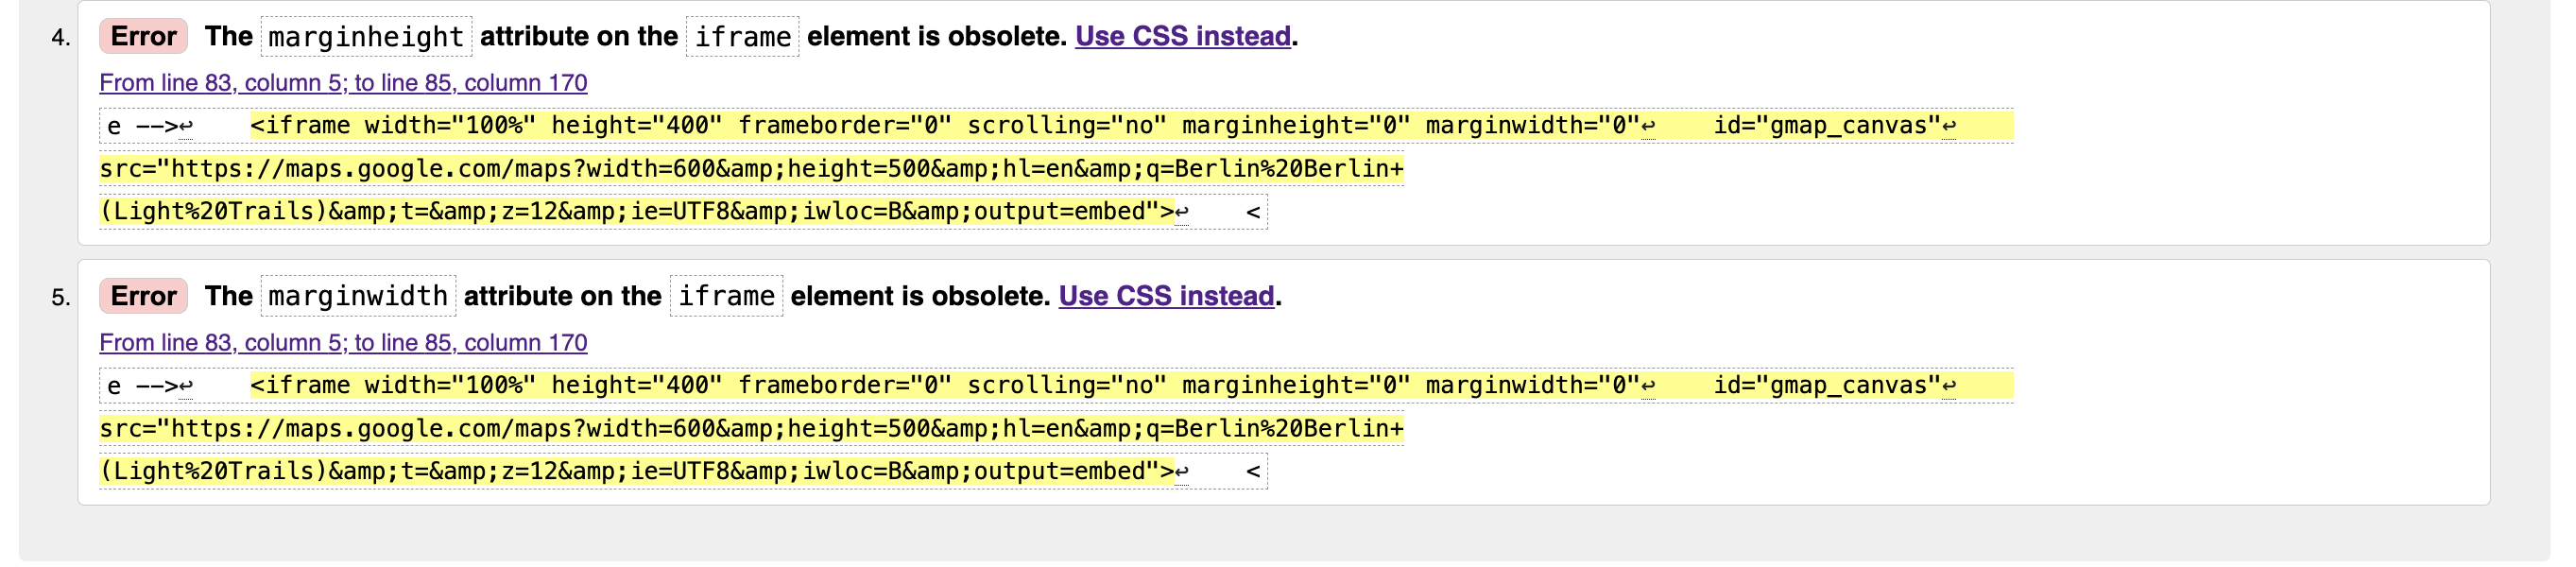 4. Error The marginheight attribute on the iframe element is obsolete. Use CSS instead.
From line 83, column 5; to line 85, column 170
e -->↩    <iframe width="100%" height="400" frameborder="0" scrolling="no" marginheight="0" marginwidth="0"↩    id="gmap_canvas"↩
src="https://maps.google.com/maps?width=600&amp;height=500&amp;hl=en&amp;q=Berlin%20Berlin+
(Light%20Trails)&amp;t=&amp;z=12&amp;ie=UTF8&amp;iwloc=B&amp;output=embed">↩    <
5. Error The marginwidth attribute on the iframe element is obsolete. Use CSS instead.
From line 83, column 5; to line 85, column 170
e -->↩    <iframe width="100%" height="400" frameborder="0" scrolling="no" marginheight="0" marginwidth="0"↩    id="gmap_canvas"↩
src="https://maps.google.com/maps?width=600&amp;height=500&amp;hl=en&amp;q=Berlin%20Berlin+
(Light%20Trails)&amp;t=&amp;z=12&amp;ie=UTF8&amp;iwloc=B&amp;output=embed">↩    <